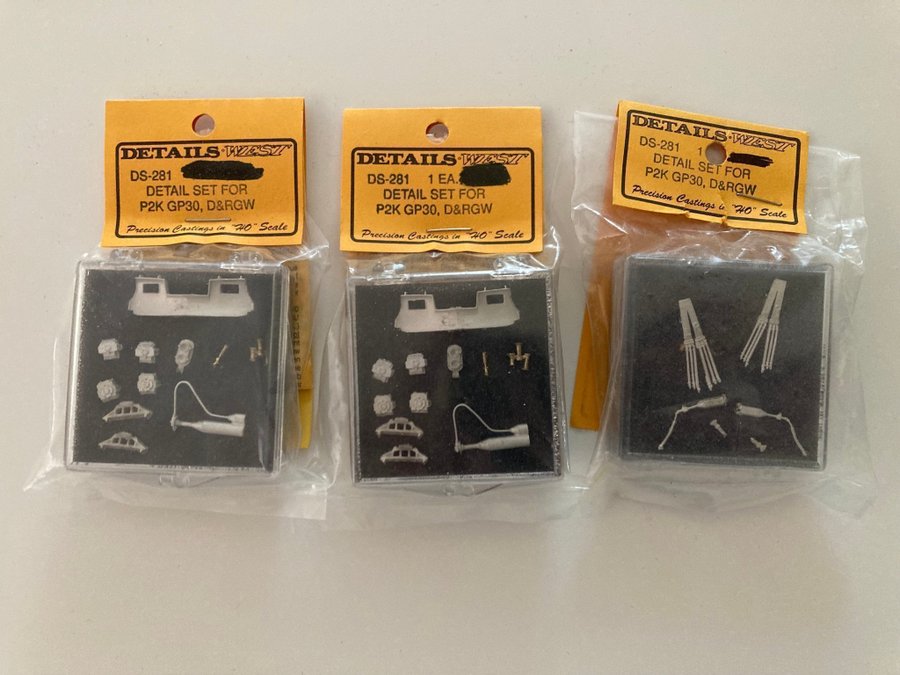 DETAILS WEST
DS-281
DETAIL SET FOR
P2K GP30, D&RGW
Precision Castings in "HO" Scale
DETAILS WEST
DS-281 1 EA.
DETAIL SET FOR
P2K GP30, D&RGW
Precision Castings in "HO" Scale
DETAILS WEST
DS-281 1
DETAIL SET FOR
P2K GP30, D&RGW
Precision Castings in "HO" Scale